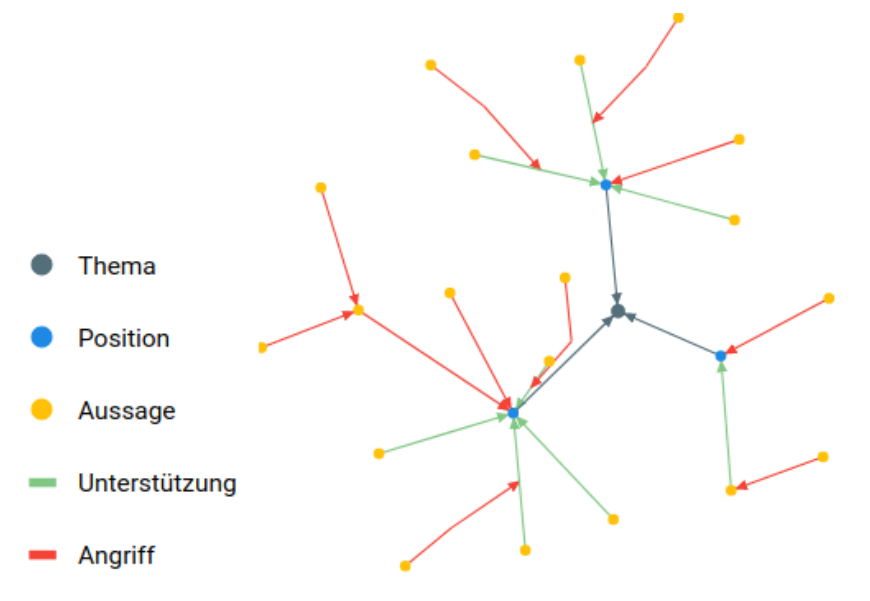 Thema
Position
Aussage
Unterstützung
Angriff